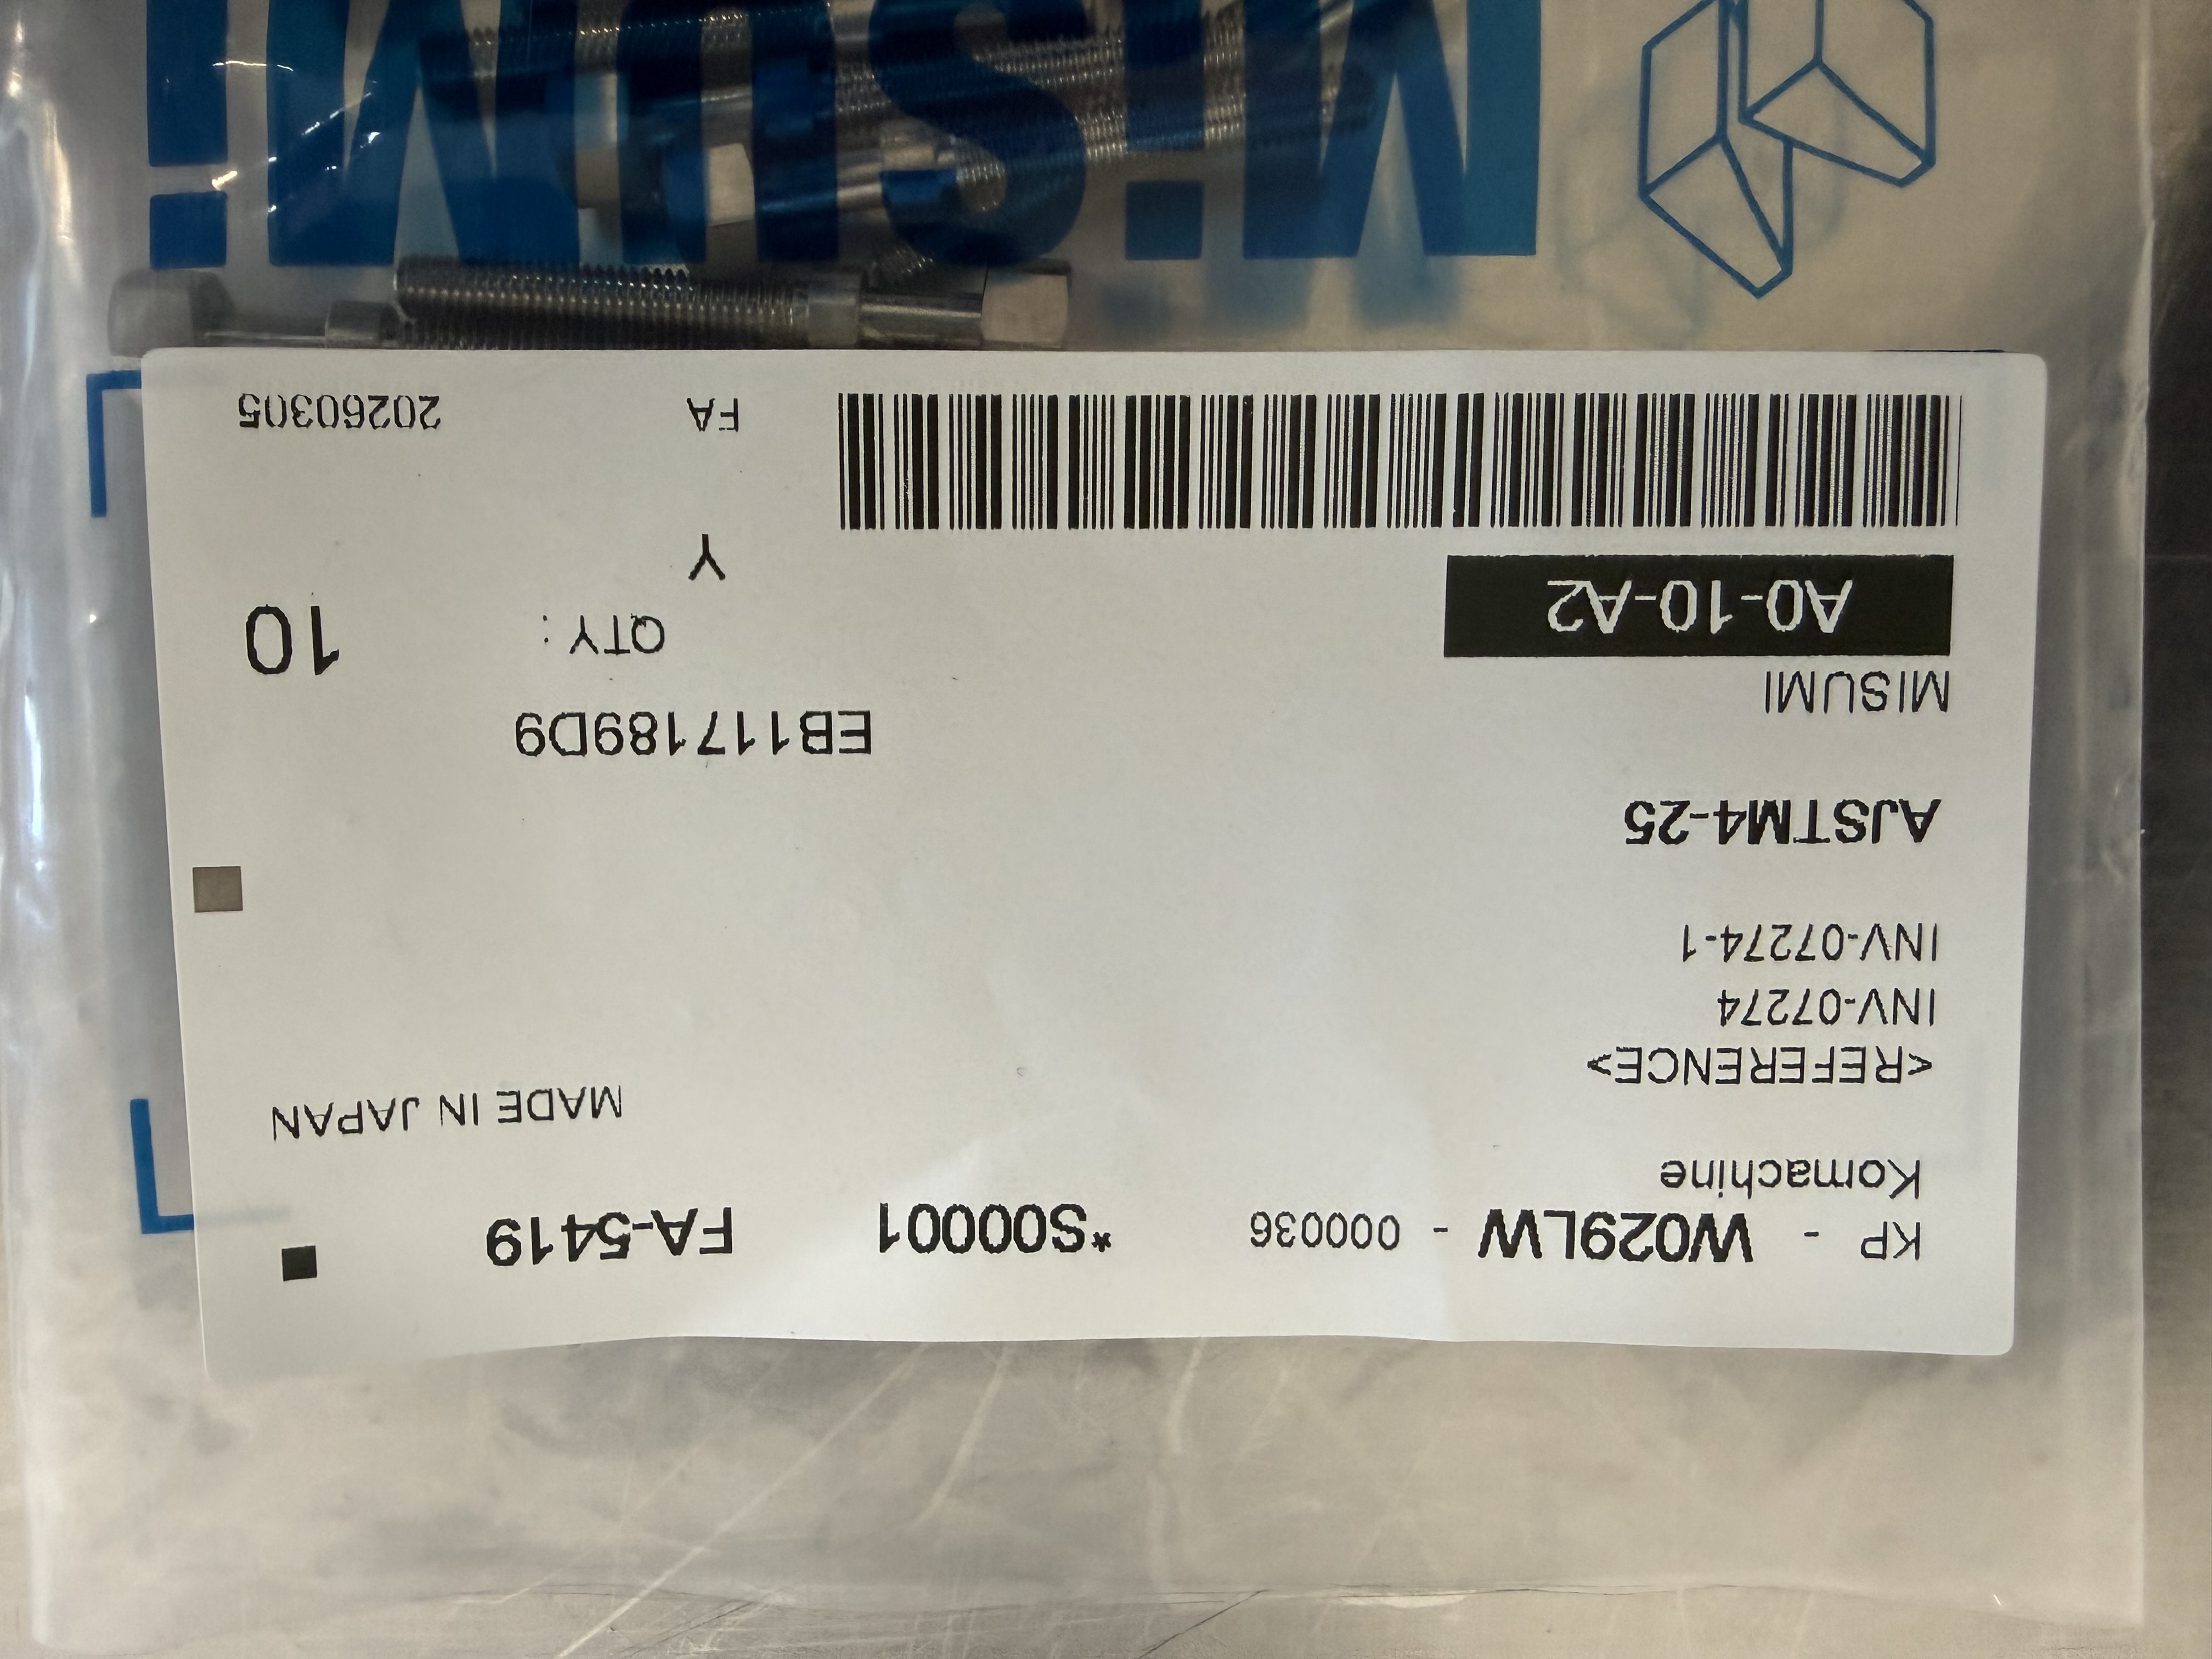 KP - W029LW - 000036 *S00001 FA-5419
Komachine
MADE IN JAPAN
<REFERENCE>
INV-07274
INV-07274-1
AJSTM4-25
EB117189D9
MISUMI
QTY : 10
A0-10-A2
Y
FA 20260305
MiSUMi